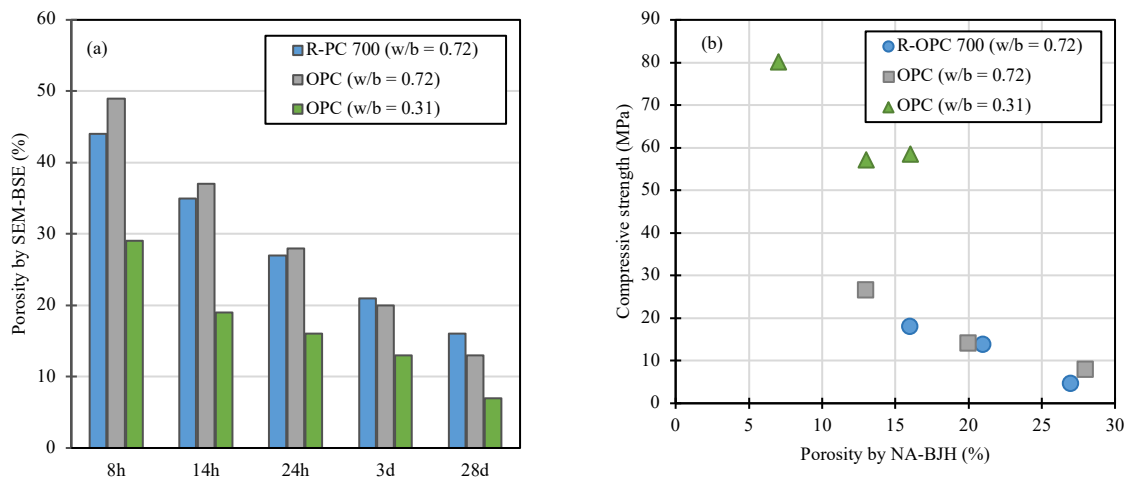 (a)
R-PC 700 (w/b = 0.72)
OPC (w/b = 0.72)
OPC (w/b = 0.31)
Porosity by SEM-BSE (%)
60
50
40
30
20
10
0
8h 14h 24h 3d 28d
(b)
R-OPC 700 (w/b = 0.72)
OPC (w/b = 0.72)
OPC (w/b = 0.31)
Compressive strength (MPa)
90
80
70
60
50
40
30
20
10
0
0 5 10 15 20 25 30
Porosity by NA-BJH (%)